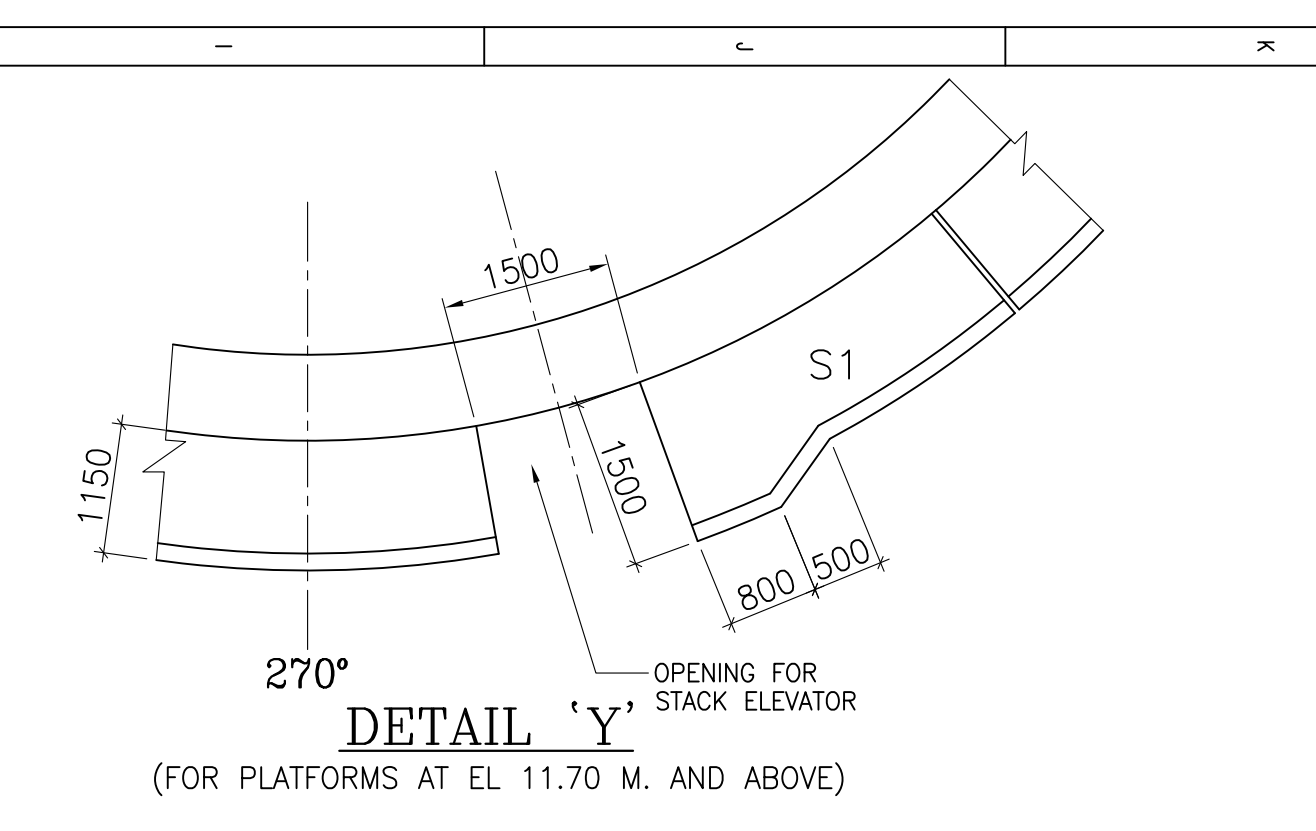 I
J
K
1500
S1
1150
1500
800
500
270°
OPENING FOR
STACK ELEVATOR
DETAIL ‘Y’
(FOR PLATFORMS AT EL 11.70 M. AND ABOVE)